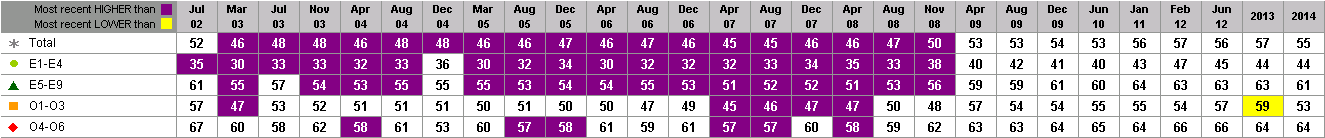 Most recent HIGHER than Jul Mar Jul Nov Apr Aug Dec Mar Aug Dec Apr Aug Dec Apr Aug Dec Apr Aug Nov Apr Aug Dec Jun Jan Feb Jun 2013 2014
Most recent LOWER than 02 03 03 03 04 04 04 05 05 05 06 06 06 07 07 07 08 08 08 09 09 09 10 11 12 12
Total 52 46 48 48 46 48 48 46 46 47 46 47 46 45 45 46 46 47 50 53 53 54 53 56 57 56 57 55
E1-E4 35 30 33 33 32 33 36 30 32 34 30 32 32 32 33 34 35 33 38 40 42 41 40 43 47 45 44 44
E5-E9 61 55 57 54 53 55 55 55 53 54 54 55 53 52 52 52 51 53 56 59 59 61 60 64 63 63 63 61
O1-O3 57 47 53 52 51 51 51 50 51 50 50 47 49 45 46 47 47 50 48 57 54 54 55 55 54 57 59 53
O4-O6 67 60 58 62 58 61 53 60 57 58 61 59 61 57 57 60 58 59 62 63 63 64 61 66 66 66 64 64